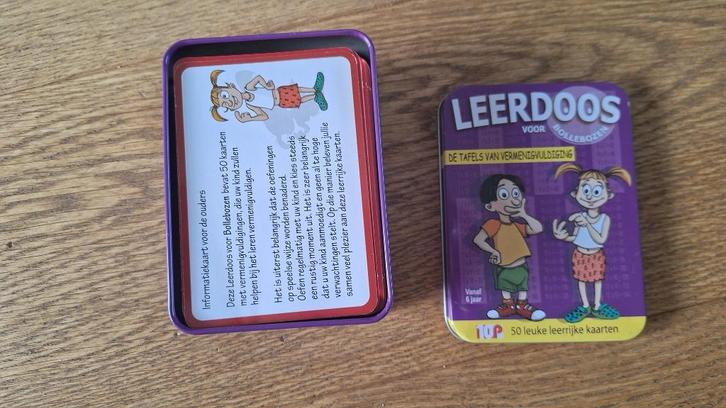 Informatiekaart voor de ouders
Deze Leerdoos voor Bollebozen bevat 50 kaarten
met vermenigvuldigingen, die uw kind zullen
helpen bij het leren vermenigvuldigen.
Het is uiterst belangrijk dat de oefeningen
op speelse wijze worden benaderd.
Oefen regelmatig met uw kind en kies steeds
een rustig moment uit. Het is zeer belangrijk
dat u uw kind aanmoedigt en geen al te hoge
verwachtingen stelt. Op die manier beleven jullie
samen veel plezier aan deze leerrijke kaarten.
LEERDOOS
VOOR
BOLLEBOZEN
DE TAFELS VAN VERMENIGVULDIGING
Vanaf
6 jaar
TOP
50 leuke leerrijke kaarten